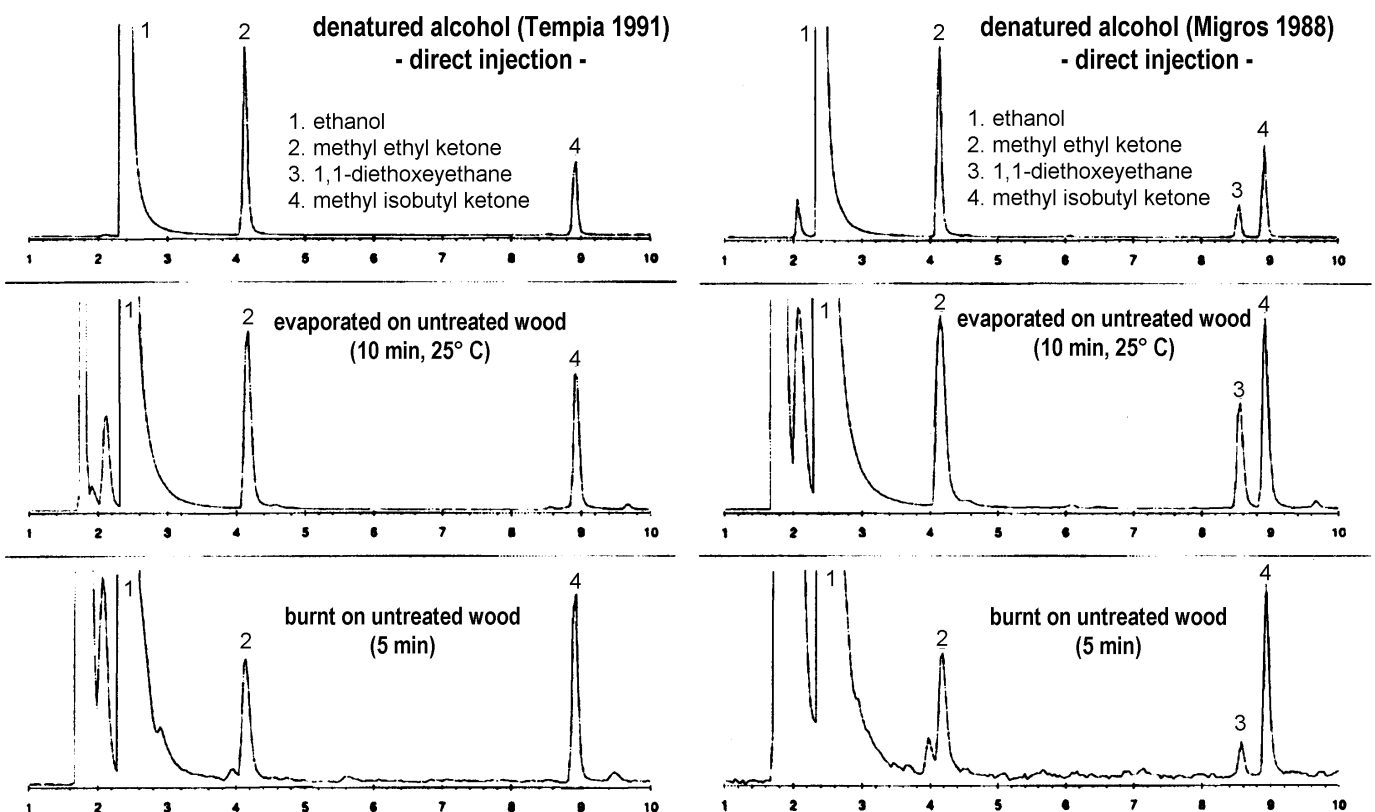 denatured alcohol (Tempia 1991)
- direct injection -
1
2
4
1. ethanol
2. methyl ethyl ketone
3. 1,1-diethoxeyethane
4. methyl isobutyl ketone
1 2 3 4 5 6 7 8 9 10
denatured alcohol (Migros 1988)
- direct injection -
1
2
3
4
1. ethanol
2. methyl ethyl ketone
3. 1,1-diethoxeyethane
4. methyl isobutyl ketone
1 2 3 4 5 6 7 8 9 10
1
2
4
evaporated on untreated wood
(10 min, 25° C)
1 2 3 4 5 6 7 8 9 10
1
2
3
4
evaporated on untreated wood
(10 min, 25° C)
1 2 3 4 5 6 7 8 9 10
1
2
4
burnt on untreated wood
(5 min)
1 2 3 4 5 6 7 8 9 10
1
2
3
4
burnt on untreated wood
(5 min)
1 2 3 4 5 6 7 8 9 10